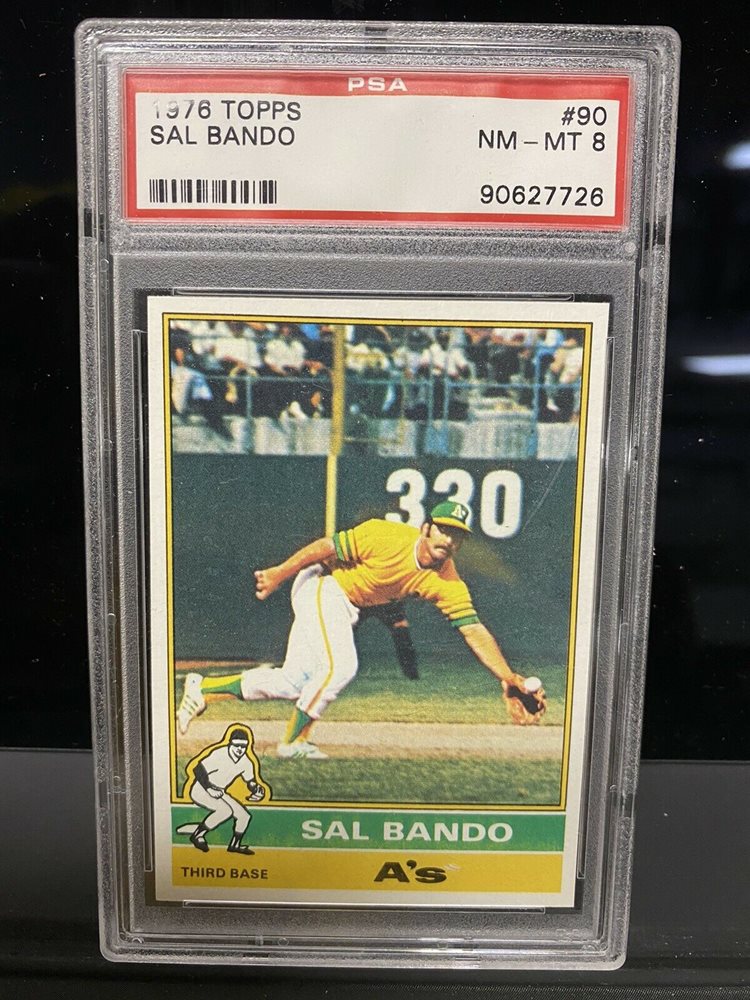 PSA
1976 TOPPS #90
SAL BANDO NM-MT 8
90627726
330
A's
SAL BANDO
THIRD BASE A's